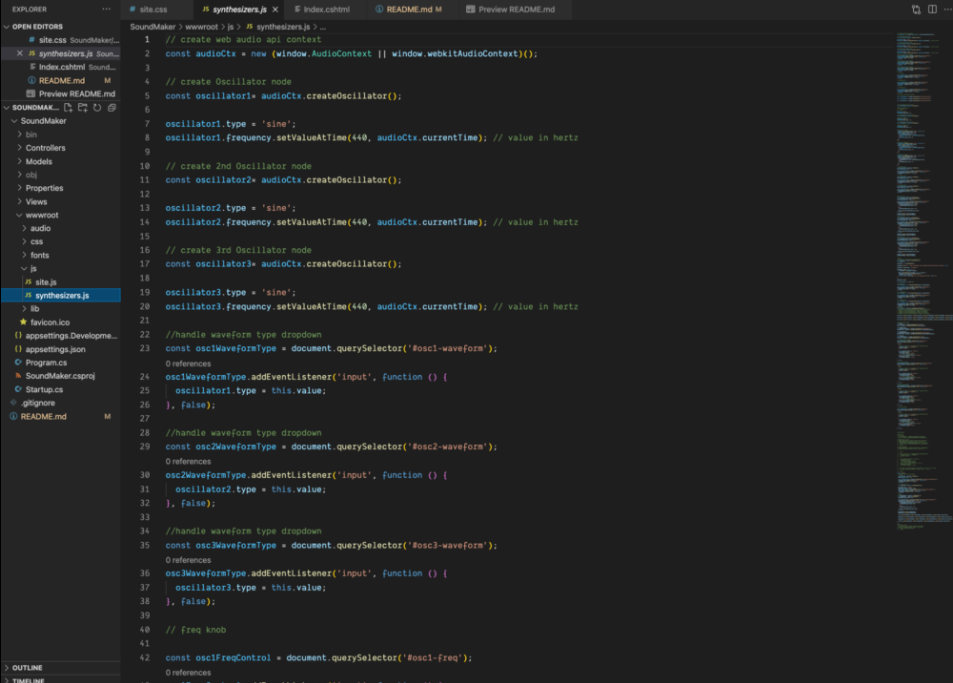 EXPLORER
OPEN EDITORS
# site.css SoundMaker/...
JS synthesizers.js Soun...
Index.cshtml Sound...
README.md M
Preview README.md
SOUNDMAK...
SoundMaker
bin
Controllers
Models
obj
Properties
Views
wwwroot
audio
css
fonts
js
JS site.js
JS synthesizers.js
lib
favicon.ico
{} appsettings.Developme...
{} appsettings.json
Program.cs
SoundMaker.csproj
Startup.cs
.gitignore
README.md M
OUTLINE
TIMELINE
# site.css
JS synthesizers.js
Index.cshtml
README.md M
Preview README.md
SoundMaker > wwwroot > js > JS synthesizers.js > ...
1 // create web audio api context
2 const audioCtx = new (window.AudioContext || window.webkitAudioContext)();
3
4 // create Oscillator node
5 const oscillator1= audioCtx.createOscillator();
6
7 oscillator1.type = 'sine';
8 oscillator1.frequency.setValueAtTime(440, audioCtx.currentTime); // value in hertz
9
10 // create 2nd Oscillator node
11 const oscillator2= audioCtx.createOscillator();
12
13 oscillator2.type = 'sine';
14 oscillator2.frequency.setValueAtTime(440, audioCtx.currentTime); // value in hertz
15
16 // create 3rd Oscillator node
17 const oscillator3= audioCtx.createOscillator();
18
19 oscillator3.type = 'sine';
20 oscillator3.frequency.setValueAtTime(440, audioCtx.currentTime); // value in hertz
21
22 //handle waveform type dropdown
23 const osc1WaveformType = document.querySelector('#osc1-waveform');
0 references
24 osc1WaveformType.addEventListener('input', function () {
25 oscillator1.type = this.value;
26 }, false);
27
28 //handle waveform type dropdown
29 const osc2WaveformType = document.querySelector('#osc2-waveform');
0 references
30 osc2WaveformType.addEventListener('input', function () {
31 oscillator2.type = this.value;
32 }, false);
33
34 //handle waveform type dropdown
35 const osc3WaveformType = document.querySelector('#osc3-waveform');
0 references
36 osc3WaveformType.addEventListener('input', function () {
37 oscillator3.type = this.value;
38 }, false);
39
40 // freq knob
41
42 const osc1FreqControl = document.querySelector('#osc1-freq');
0 references